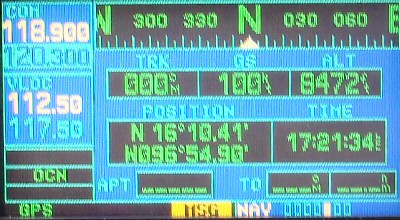 COM
118.900
120.300
VLOC
112.50
117.50
OCN
GPS
N 300 330 N 030 060 E
TRK GS ALT
000°M 100kt 8472ft
POSITION TIME
N 16°10.41'
W096°54.90'
17:21:34
APT TO
MSG NAV